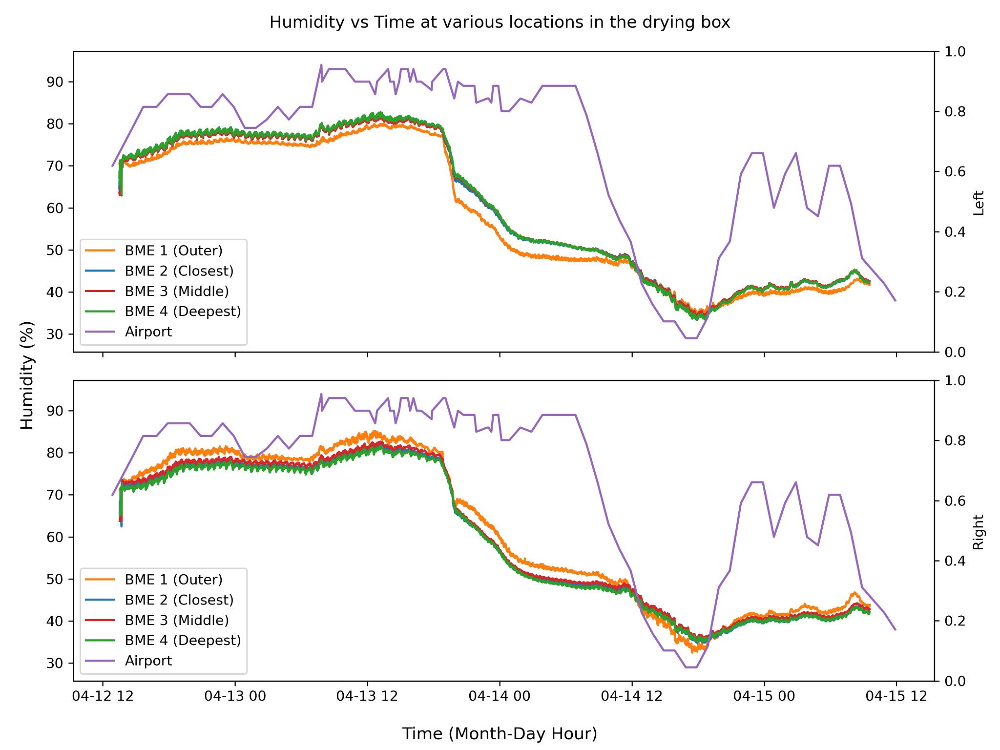 Humidity vs Time at various locations in the drying box
Humidity (%)
90
80
70
60
50
40
30
BME 1 (Outer)
BME 2 (Closest)
BME 3 (Middle)
BME 4 (Deepest)
Airport
1.0
0.8
0.6
0.4
0.2
0.0
Left
90
80
70
60
50
40
30
BME 1 (Outer)
BME 2 (Closest)
BME 3 (Middle)
BME 4 (Deepest)
Airport
1.0
0.8
0.6
0.4
0.2
0.0
Right
04-12 12 04-13 00 04-13 12 04-14 00 04-14 12 04-15 00 04-15 12
Time (Month-Day Hour)